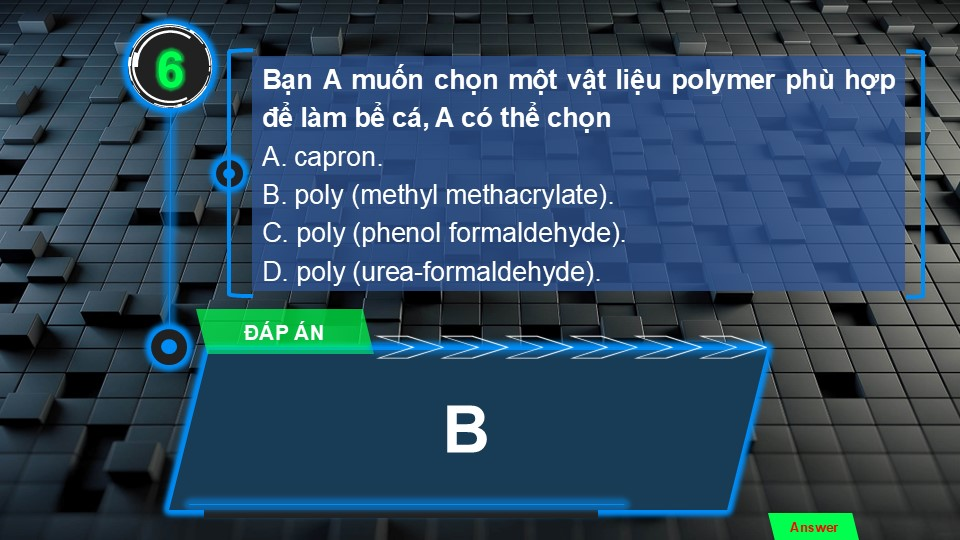 6
Bạn A muốn chọn một vật liệu polymer phù hợp
để làm bể cá, A có thể chọn
A. capron.
B. poly (methyl methacrylate).
C. poly (phenol formaldehyde).
D. poly (urea-formaldehyde).
ĐÁP ÁN
B
Answer